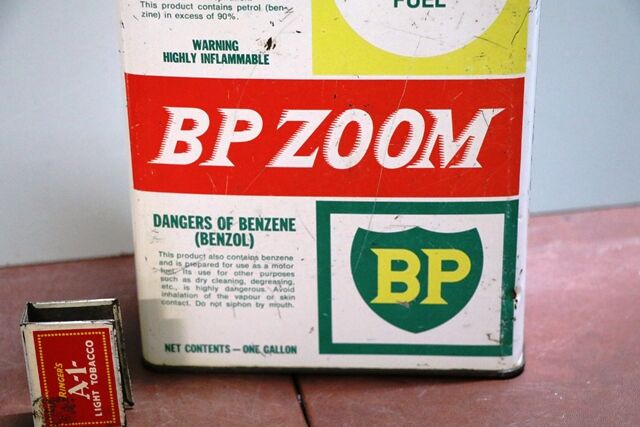 This product contains petrol (ben-
zine) in excess of 90%.
WARNING
HIGHLY INFLAMMABLE
FUEL
BP ZOOM
DANGERS OF BENZENE
(BENZOL)
This product also contains benzene
and is prepared for use as a motor
fuel. Its use for other purposes
such as dry cleaning, degreasing,
etc., is highly dangerous. Avoid
inhalation of the vapour or skin
contact. Do not siphon by mouth.
NET CONTENTS — ONE GALLON
BP
RINGER'S
A-1-
LIGHT TOBACCO